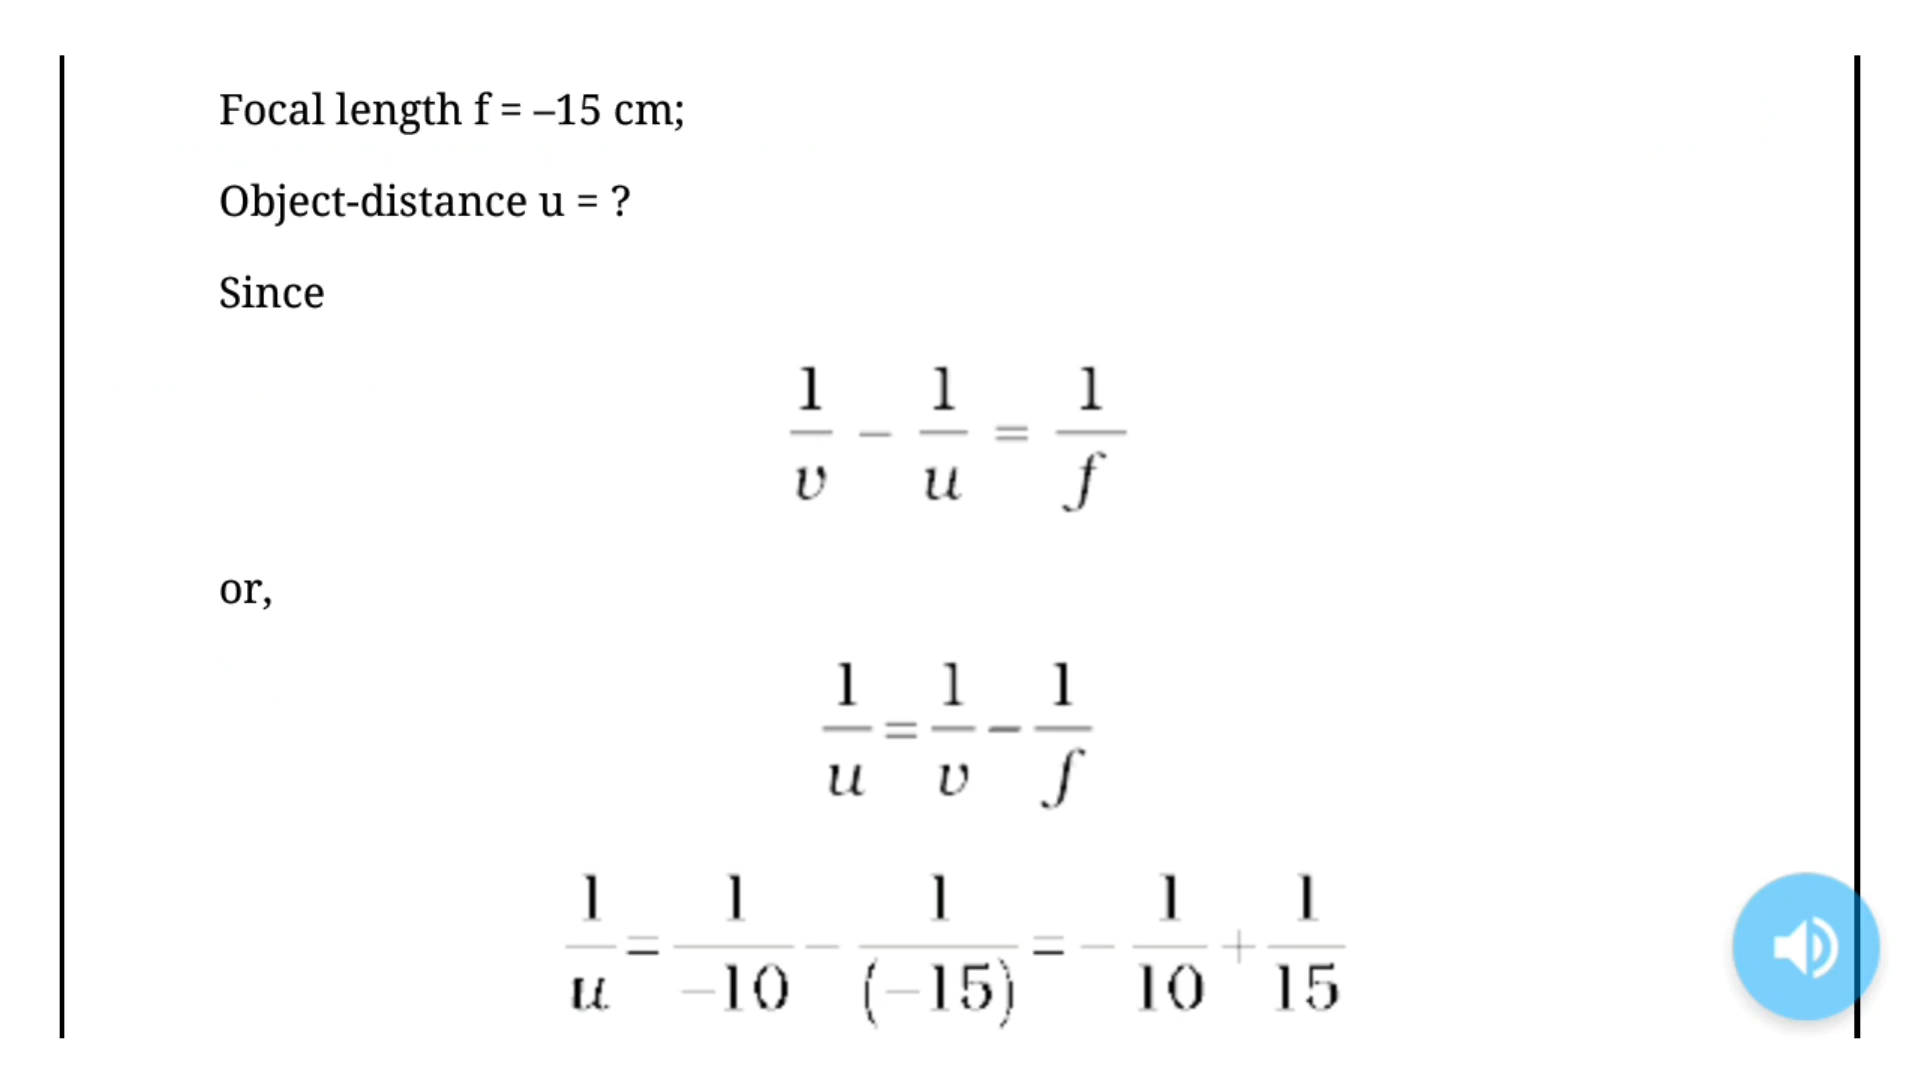 Focal length f = –15 cm;
Object-distance u = ?
Since
1/v − 1/u = 1/f
or,
1/u = 1/v − 1/f
1/u = 1/−10 − 1/(−15) = − 1/10 + 1/15